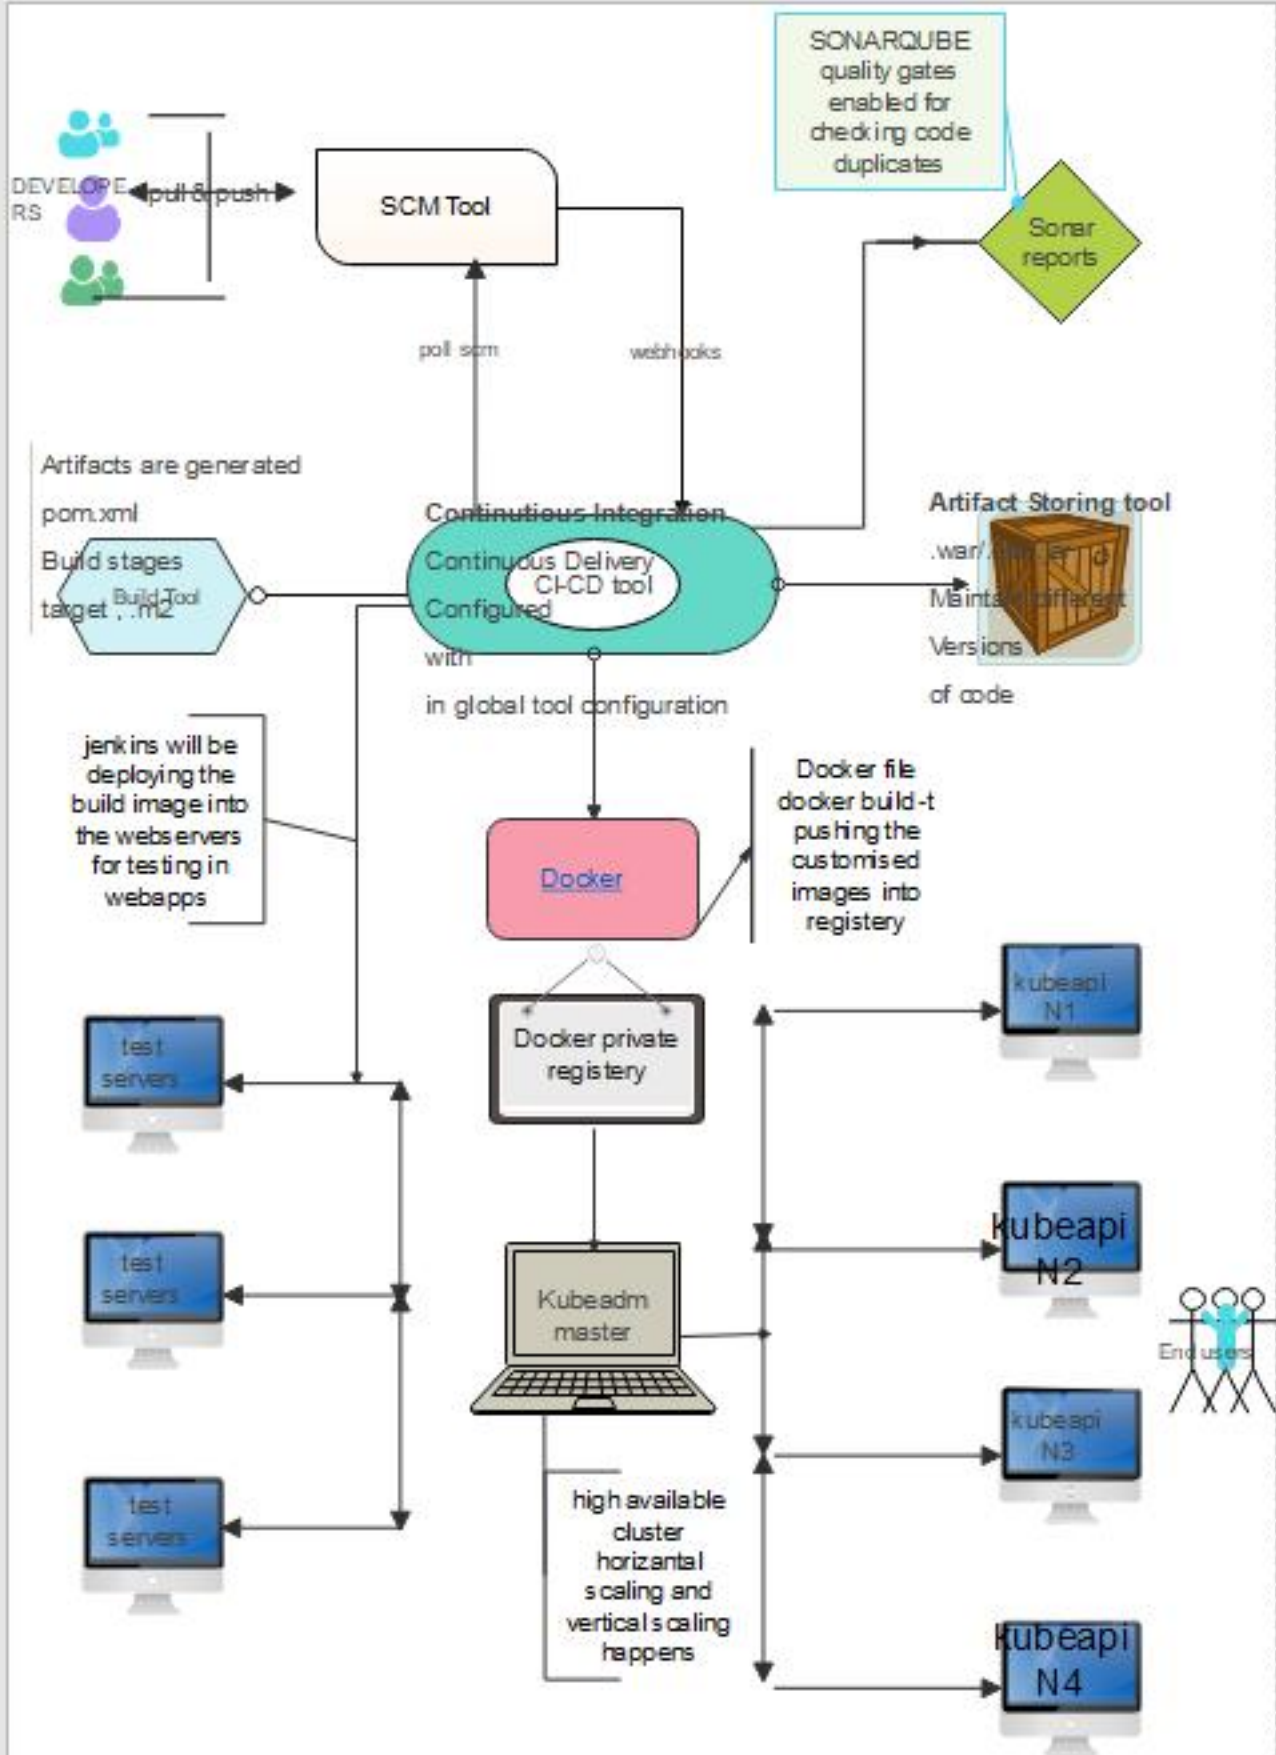 SONARQUBE
quality gates
enabled for
checking code
duplicates
DEVELOPE
RS
pull & push
SCM Tool
Sonar
reports
poll scm
webhooks
Artifacts are generated
pom.xml
Build stages
target , .m2
Build Tool
Continutious Integration
Continuous Delivery
CI-CD tool
Configured
with
in global tool configuration
Artifact Storing tool
.war/
Maintain different
Versions
of code
jenkins will be
deploying the
build image into
the webservers
for testing in
webapps
Docker
Docker file
docker build -t
pushing the
customised
images into
registery
Docker private
registery
kubeapi
N1
test
servers
kubeapi
N2
test
servers
Kubeadm
master
End users
kubeapi
N3
test
servers
high available
cluster
horizantal
scaling and
vertical scaling
happens
kubeapi
N4